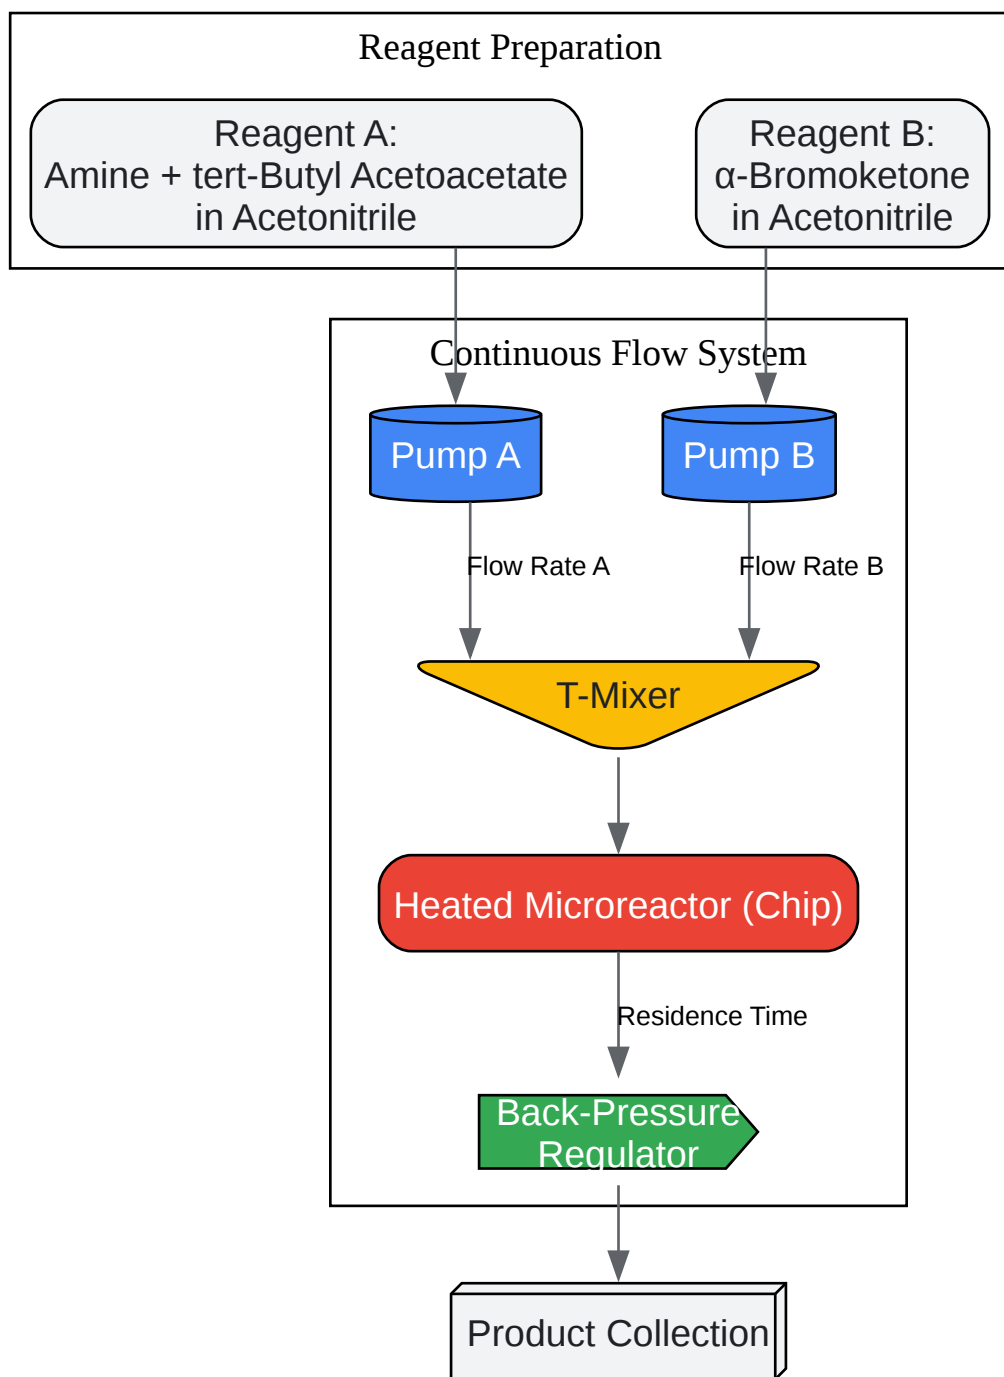 Reagent Preparation
Reagent A:
Amine + tert-Butyl Acetoacetate
in Acetonitrile
Reagent B:
α-Bromoketone
in Acetonitrile
Continuous Flow System
Pump A
Pump B
Flow Rate A
Flow Rate B
T-Mixer
Heated Microreactor (Chip)
Residence Time
Back-Pressure
Regulator
Product Collection